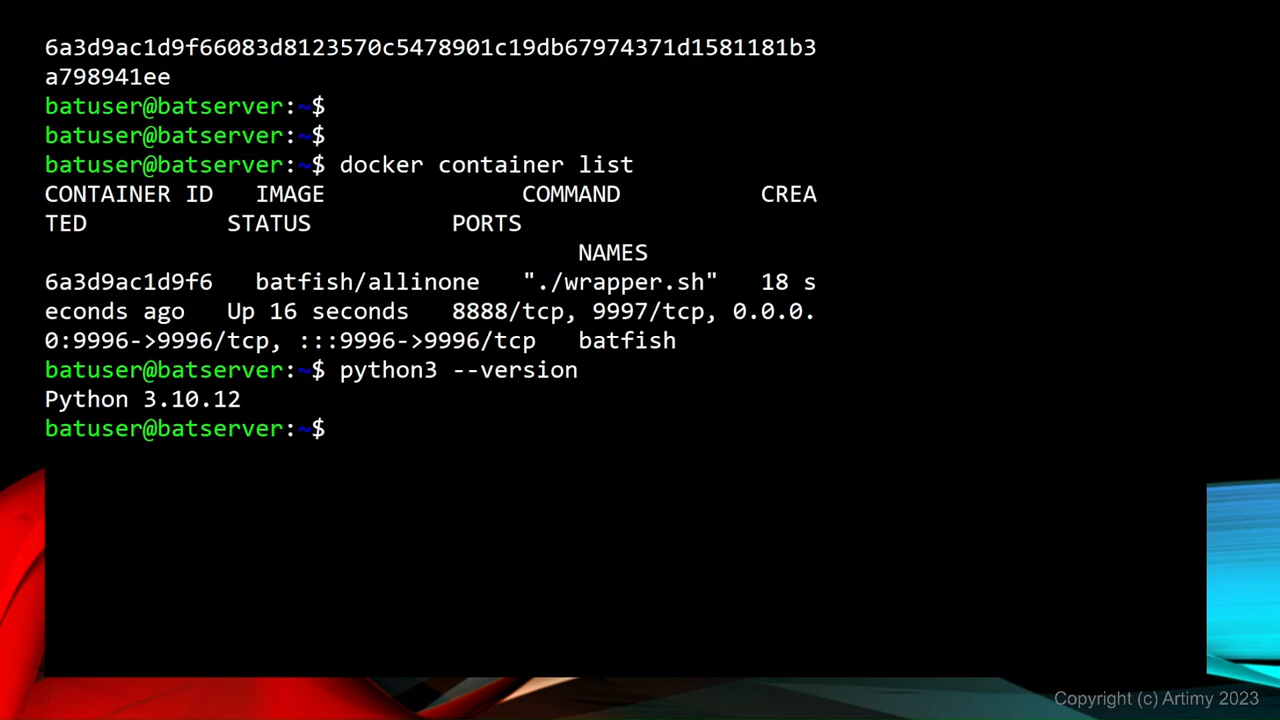 6a3d9ac1d9f66083d8123570c5478901c19db67974371d1581181b3
a798941ee
batuser@batserver:~$
batuser@batserver:~$
batuser@batserver:~$ docker container list
CONTAINER ID   IMAGE              COMMAND          CREA
TED          STATUS          PORTS
                                      NAMES
6a3d9ac1d9f6   batfish/allinone   "./wrapper.sh"   18 s
econds ago   Up 16 seconds   8888/tcp, 9997/tcp, 0.0.0.
0:9996->9996/tcp, :::9996->9996/tcp   batfish
batuser@batserver:~$ python3 --version
Python 3.10.12
batuser@batserver:~$
Copyright (c) Artimy 2023